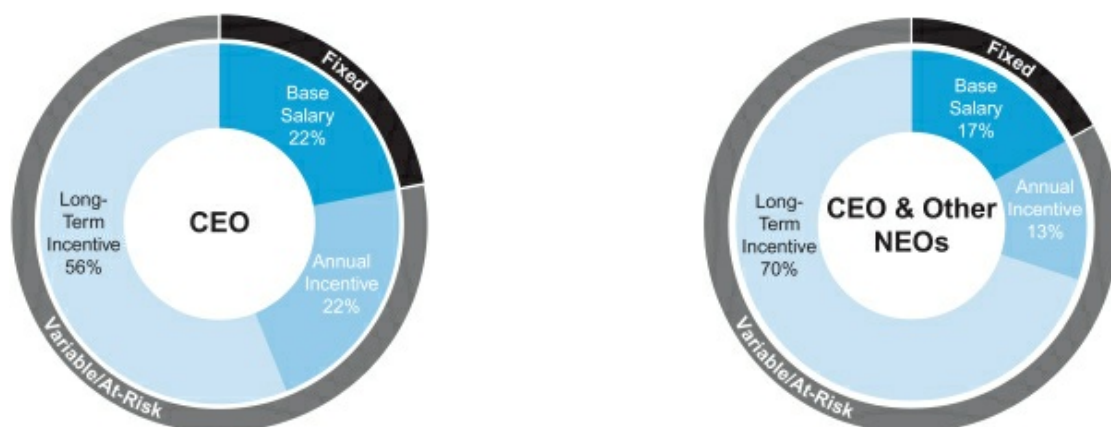 Fixed
Base
Salary
22%
Long-
Term
Incentive
56%
CEO
Annual
Incentive
22%
Variable/At-Risk
Fixed
Base
Salary
17%
Annual
Incentive
13%
Long-
Term
Incentive
70%
CEO & Other
NEOs
Variable/At-Risk